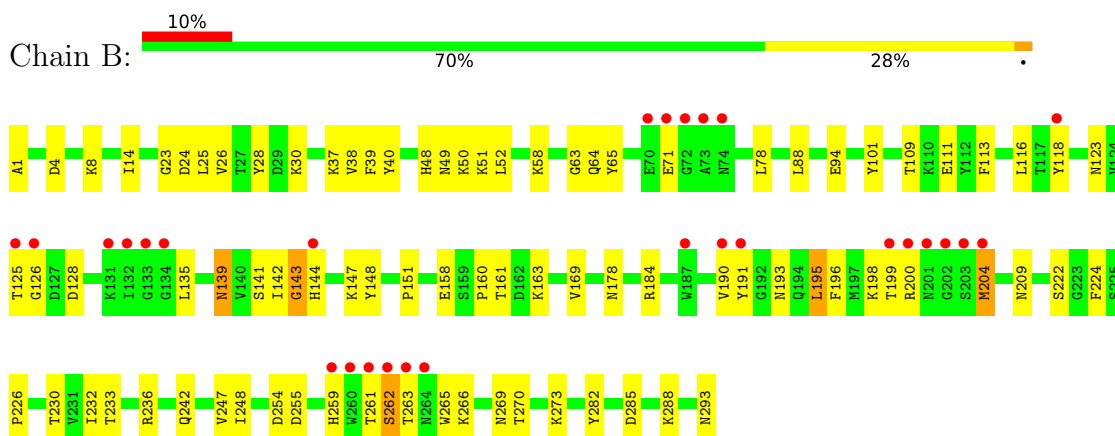 10%
Chain B:
70% 28% •
A1 D4 K8 I14 G23 D24 L25 V26 T27 Y28 D29 K30 K37 V38 F39 Y40 H48 N49 K50 K51 L52 K58 G63 Q64 Y65 E70 E71 G72 A73 N74 L78 L88 E94 Y101 T109 K110 E111 Y112 F113 L116 T117 Y118 N123 V124
T125 G126 D127 D128 K131 I132 G133 G134 L135 N139 V140 S141 I142 G143 H144 K147 Y148 P151 E158 S159 P160 T161 D162 K163 V169 N178 R184 W187 V190 Y191 G192 N193 Q194 L195 F196 M197 K198 T199 R200 N201 G202 S203 M204 N209 S222 G223 F224 S225
P226 T230 V231 I232 T233 R236 Q242 V247 I248 D254 D255 H259 W260 T261 S262 T263 N264 W265 K266 N269 T270 K273 Y282 D285 K288 N293